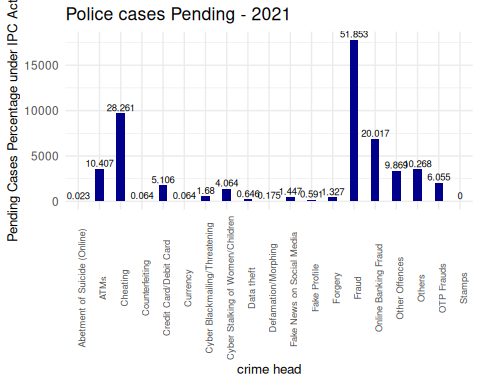 Police cases Pending - 2021
Pending Cases Percentage under IPC Act
15000
10000
5000
0
0.023
10.407
28.261
0.064
5.106
0.064
1.68
4.064
0.646
0.175
1.447
0.591
1.327
51.853
20.017
9.869
10.268
6.055
0
Abetment of Suicide (Online)
ATMs
Cheating
Counterfeiting
Credit Card/Debit Card
Currency
Cyber Blackmailing/Threatening
Cyber Stalking of Women/Children
Data theft
Defamation/Morphing
Fake News on Social Media
Fake Profile
Forgery
Fraud
Online Banking Fraud
Other Offences
Others
OTP Frauds
Stamps
crime head